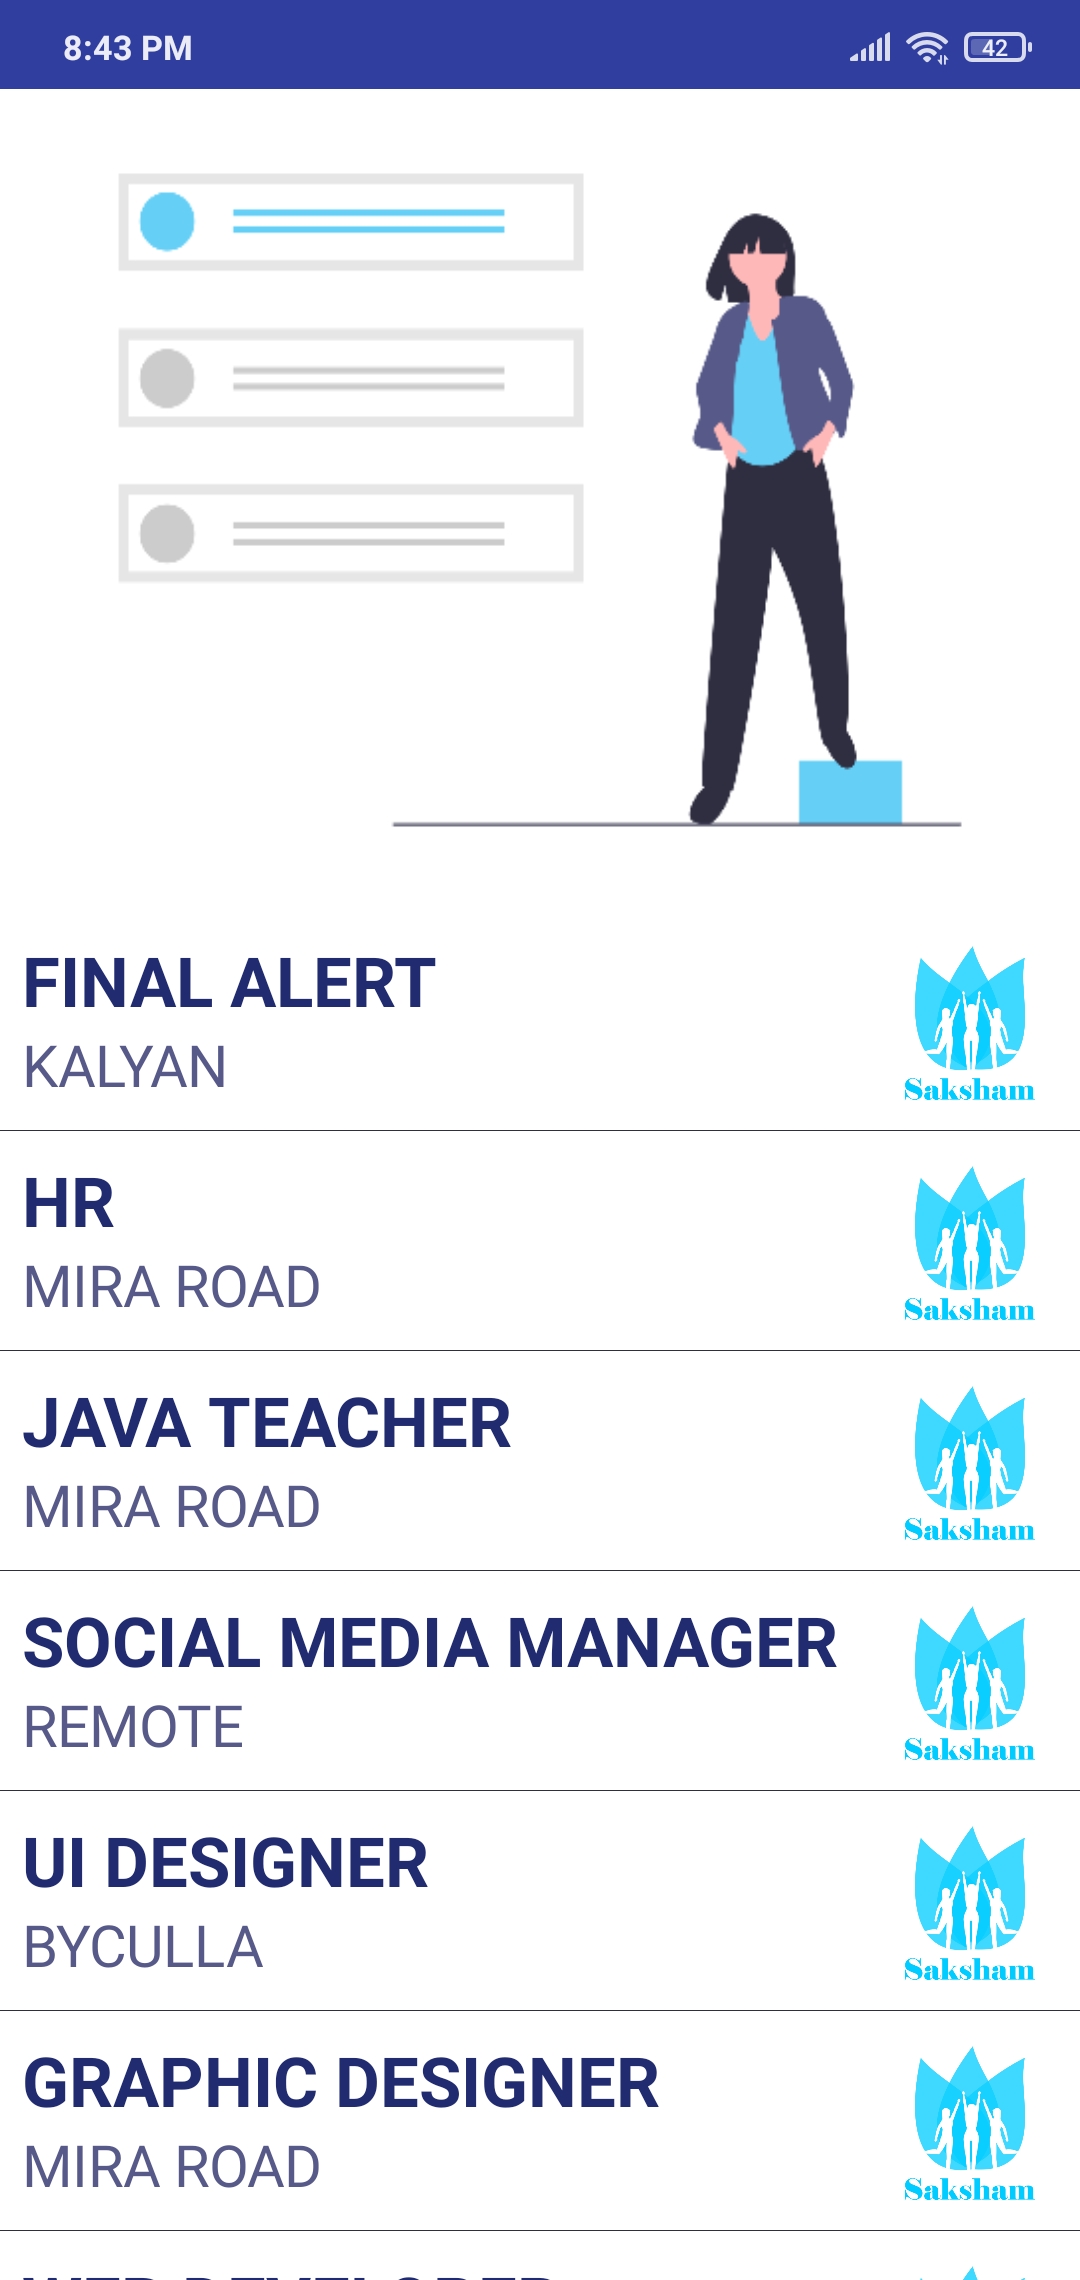 8:43 PM
42
FINAL ALERT
KALYAN
Saksham
HR
MIRA ROAD
Saksham
JAVA TEACHER
MIRA ROAD
Saksham
SOCIAL MEDIA MANAGER
REMOTE
Saksham
UI DESIGNER
BYCULLA
Saksham
GRAPHIC DESIGNER
MIRA ROAD
Saksham